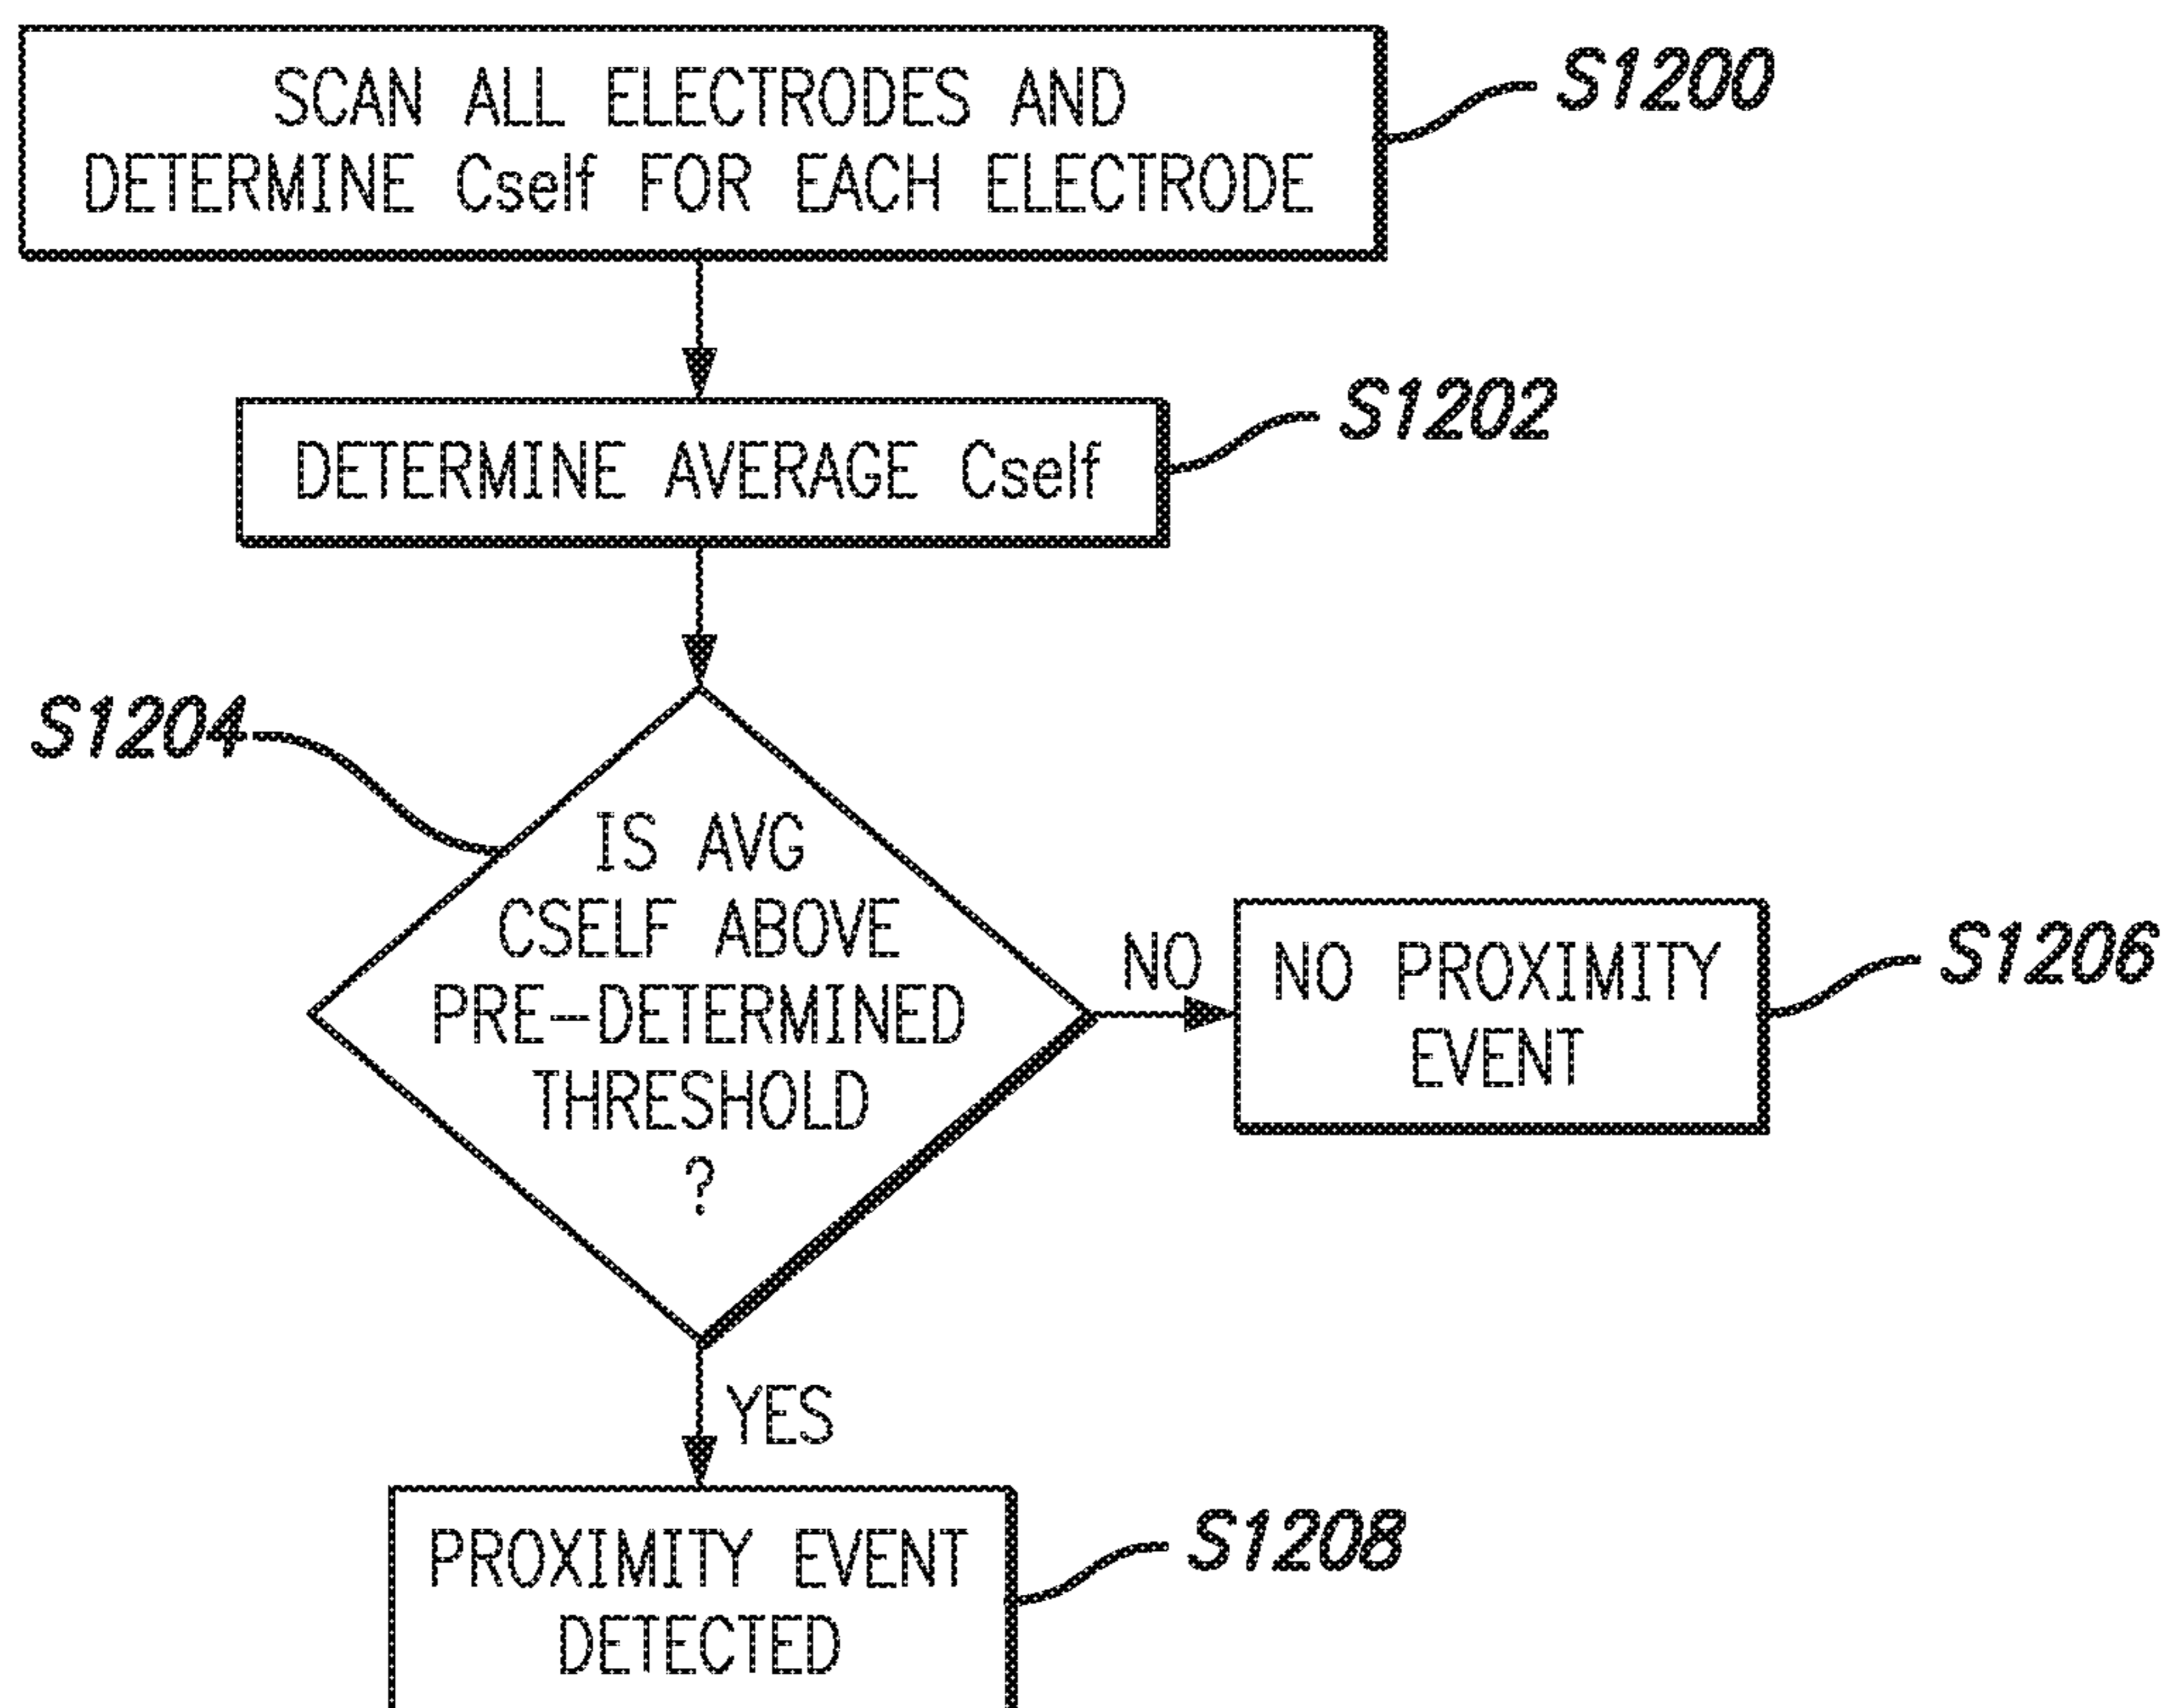 SCAN ALL ELECTRODES AND
DETERMINE Cself FOR EACH ELECTRODE
S1200
DETERMINE AVERAGE Cself
S1202
S1204
IS AVG
CSELF ABOVE
PRE-DETERMINED
THRESHOLD
?
NO
NO PROXIMITY
EVENT
S1206
YES
PROXIMITY EVENT
DETECTED
S1208